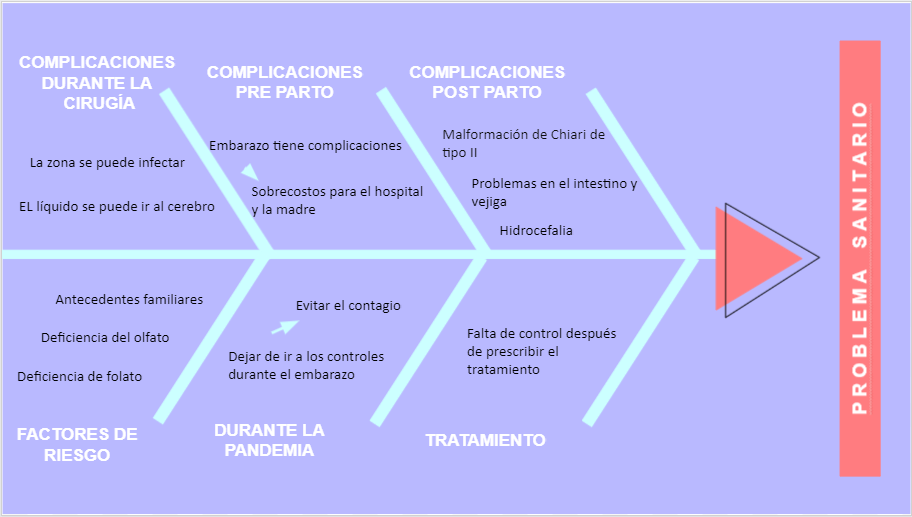 COMPLICACIONES
DURANTE LA
CIRUGÍA
La zona se puede infectar
EL líquido se puede ir al cerebro
COMPLICACIONES
PRE PARTO
Embarazo tiene complicaciones
Sobrecostos para el hospital
y la madre
COMPLICACIONES
POST PARTO
Malformación de Chiari de
tipo II
Problemas en el intestino y
vejiga
Hidrocefalia
PROBLEMA SANITARIO
Antecedentes familiares
Deficiencia del olfato
Deficiencia de folato
FACTORES DE
RIESGO
Evitar el contagio
Dejar de ir a los controles
durante el embarazo
DURANTE LA
PANDEMIA
Falta de control después
de prescribir el
tratamiento
TRATAMIENTO